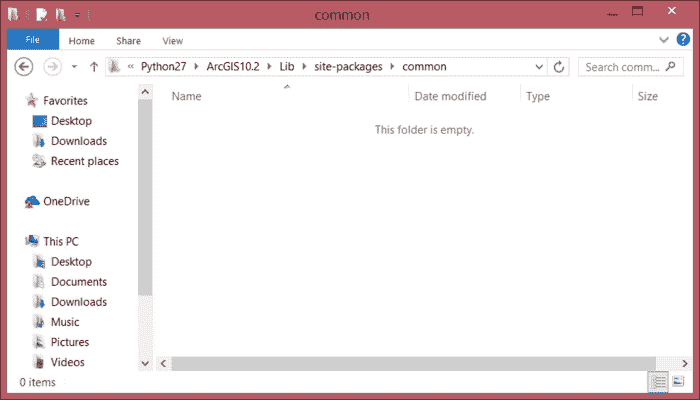 common
File Home Share View
« Python27 Arc​GIS10.2 Lib site-packages common Search comm...
Name Date modified Type Size
This folder is empty.
Favorites
Desktop
Downloads
Recent places
OneDrive
This PC
Desktop
Documents
Downloads
Music
Pictures
Videos
0 items